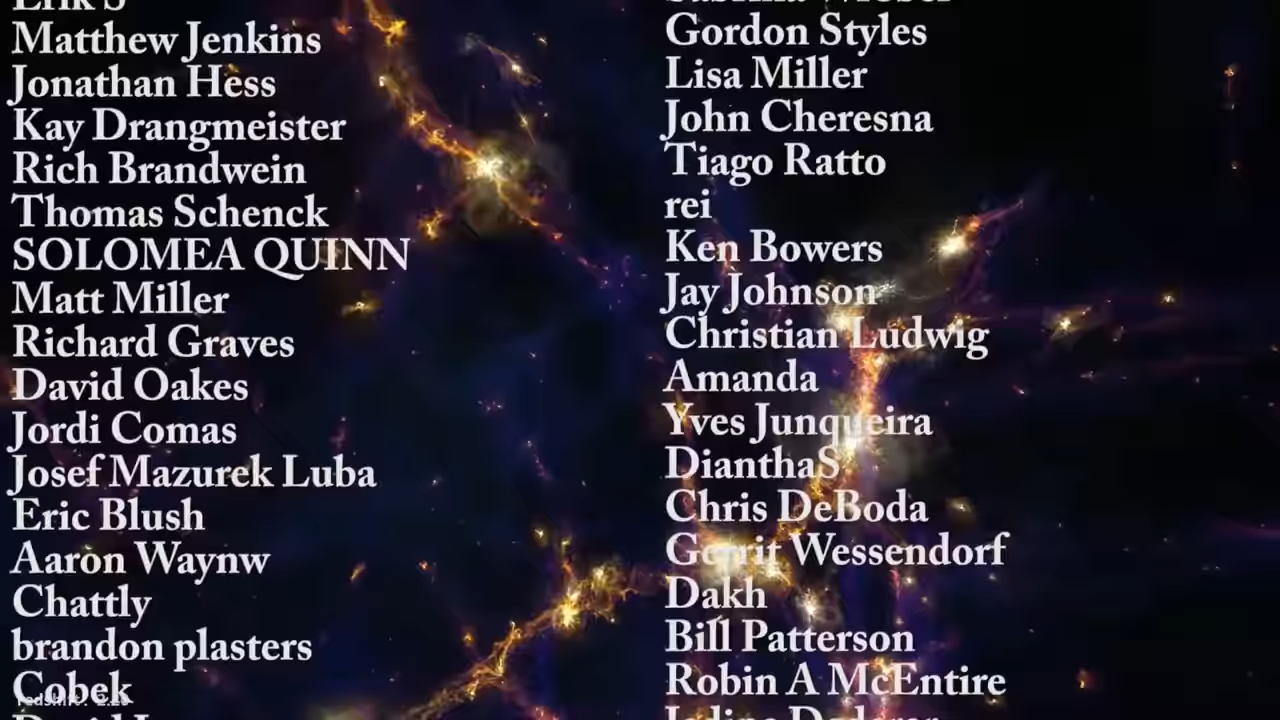 Erik S
Matthew Jenkins
Jonathan Hess
Kay Drangmeister
Rich Brandwein
Thomas Schenck
SOLOMEA QUINN
Matt Miller
Richard Graves
David Oakes
Jordi Comas
Josef Mazurek Luba
Eric Blush
Aaron Waynw
Chattly
brandon plasters
Cobek
redshift:
David
Gordon Styles
Lisa Miller
John Cheresna
Tiago Ratto
rei
Ken Bowers
Jay Johnson
Christian Ludwig
Amanda
Yves Junqueira
DianthaS
Chris DeBoda
Gerrit Wessendorf
Dakh
Bill Patterson
Robin A McEntire